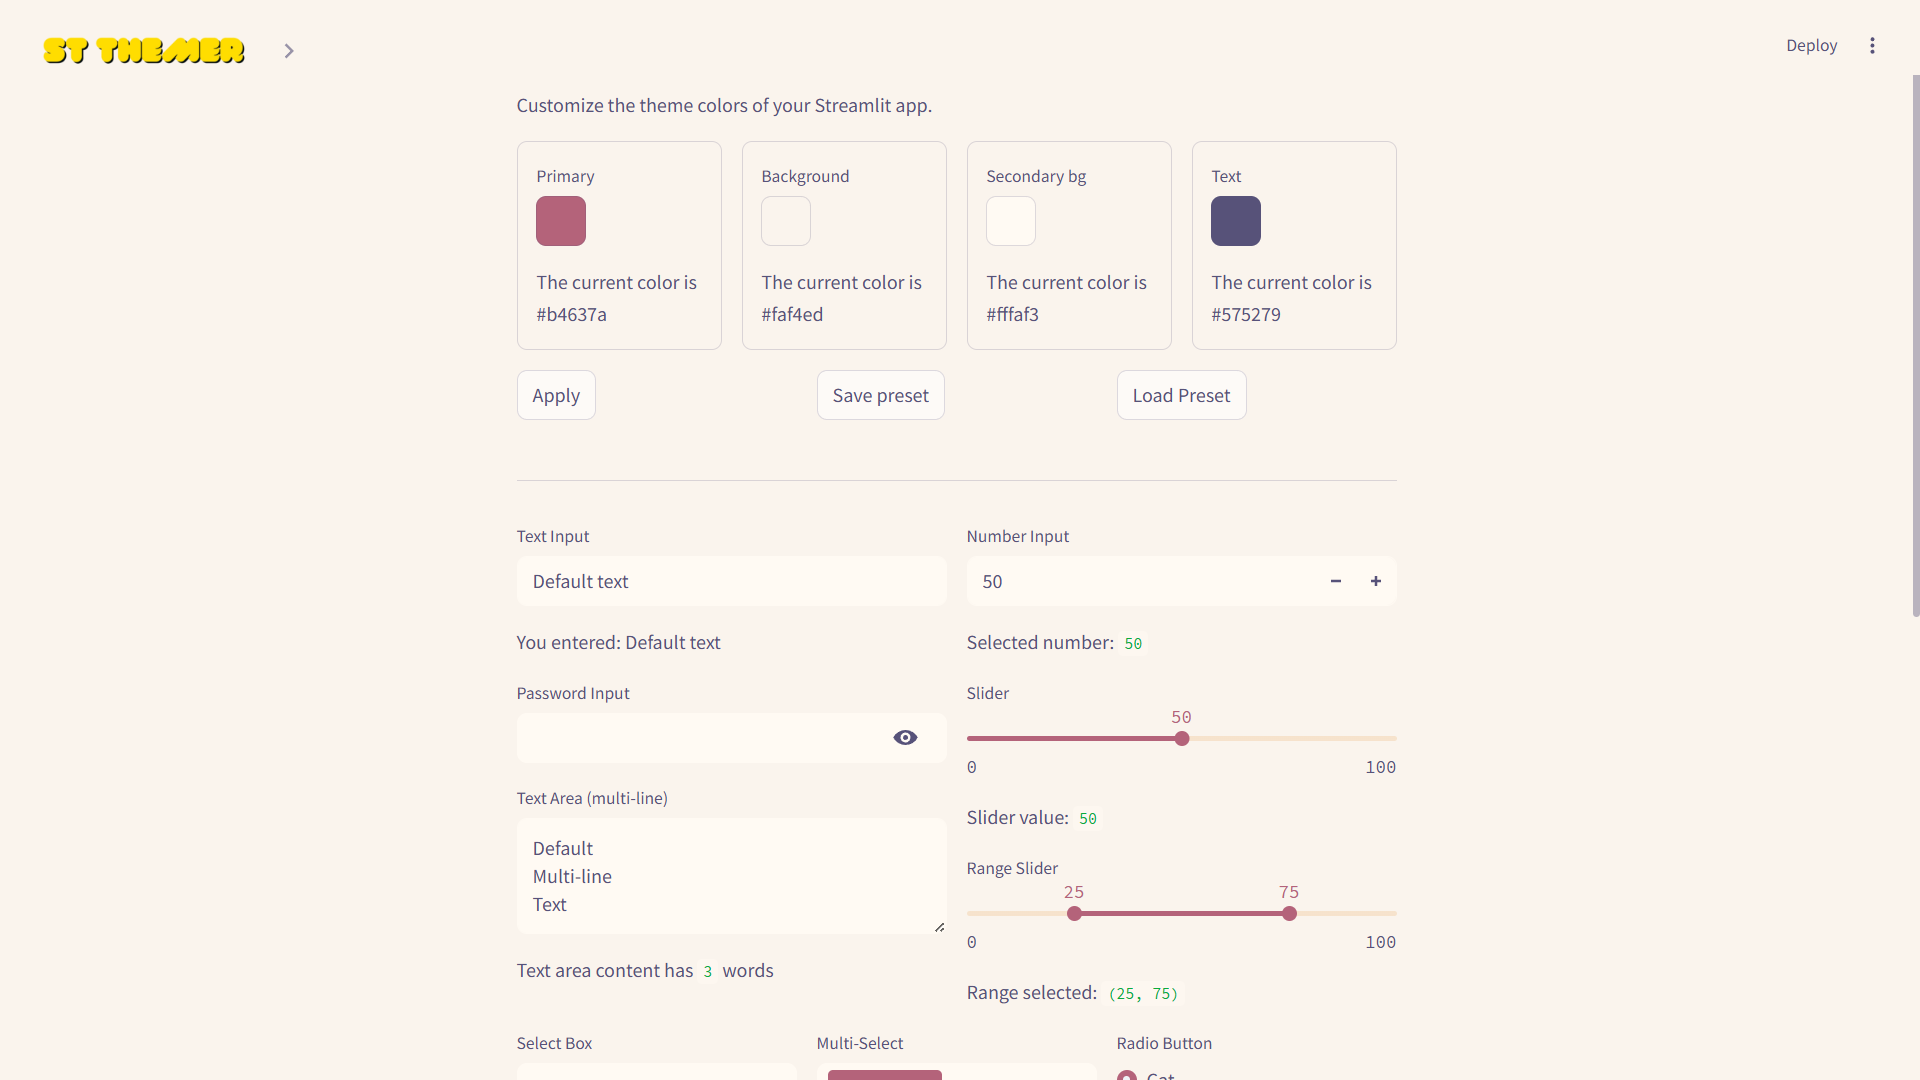 ST THEMER
Deploy
Customize the theme colors of your Streamlit app.
Primary
The current color is
#b4637a
Background
The current color is
#faf4ed
Secondary bg
The current color is
#fffaf3
Text
The current color is
#575279
Apply
Save preset
Load Preset
Text Input
Default text
You entered: Default text
Password Input
Text Area (multi-line)
Default
Multi-line
Text
Text area content has 3 words
Number Input
50
Selected number: 50
Slider
50
0 100
Slider value: 50
Range Slider
25 75
0 100
Range selected: (25, 75)
Select Box
Multi-Select
Radio Button
Cat